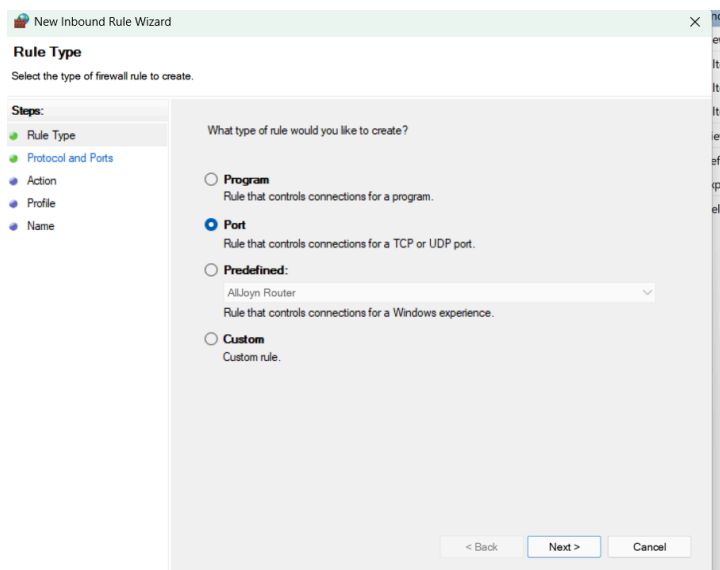 New Inbound Rule Wizard
Rule Type
Select the type of firewall rule to create.
Steps:
Rule Type
Protocol and Ports
Action
Profile
Name
What type of rule would you like to create?
Program
Rule that controls connections for a program.
Port
Rule that controls connections for a TCP or UDP port.
Predefined:
AllJoyn Router
Rule that controls connections for a Windows experience.
Custom
Custom rule.
< Back
Next >
Cancel